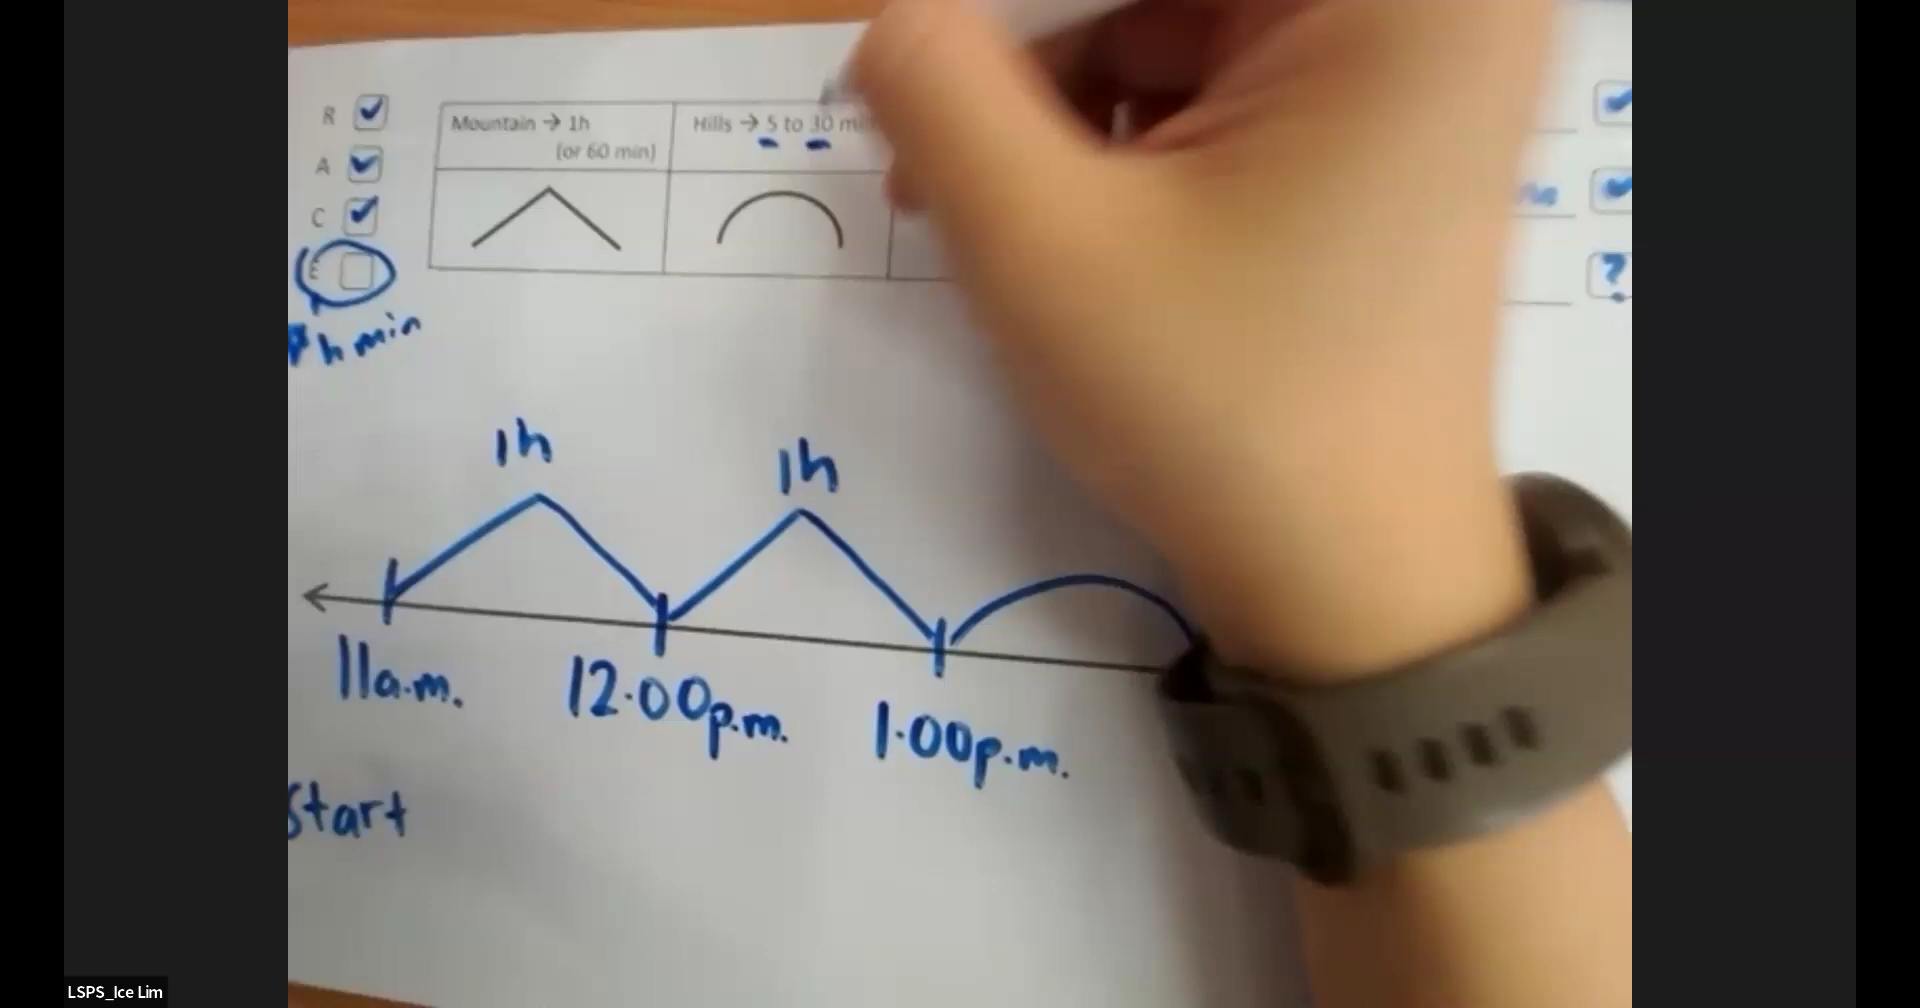 R
A
C
E
h min
Mountain → 1h
(or 60 min)
Hills → 5 to 30
?
1h
1h
11a.m.
12.00p.m.
1.00p.m.
Start
LSPS_Ice Lim